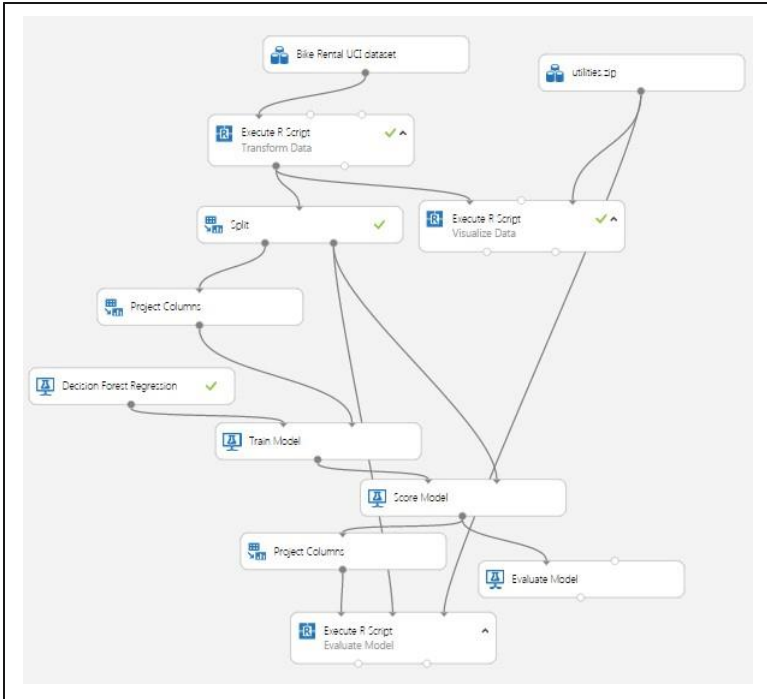 Bike Rental UCI dataset
utilities.zip
Execute R Script
Transform Data
Split
Execute R Script
Visualize Data
Project Columns
Decision Forest Regression
Train Model
Score Model
Project Columns
Evaluate Model
Execute R Script
Evaluate Model